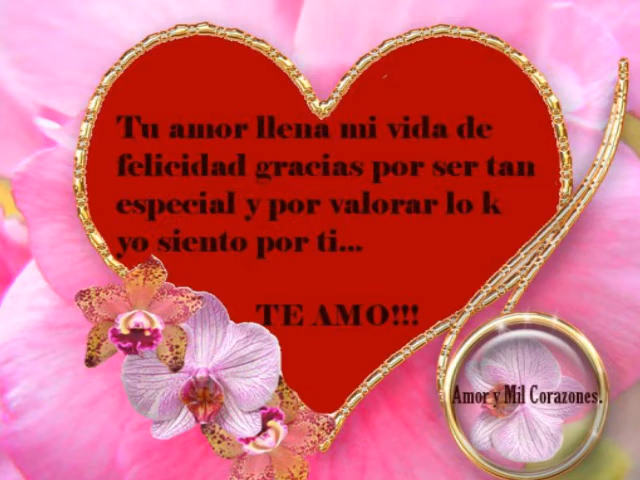 Tu amor llena mi vida de
felicidad gracias por ser tan
especial y por valorar lo k
yo siento por ti...
TE AMO!!!
Amor y Mil Corazones.